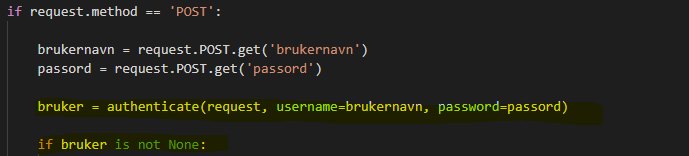 if request.method == 'POST':
brukernavn = request.POST.get('brukernavn')
passord = request.POST.get('passord')
bruker = authenticate(request, username=brukernavn, password=passord)
if bruker is not None: